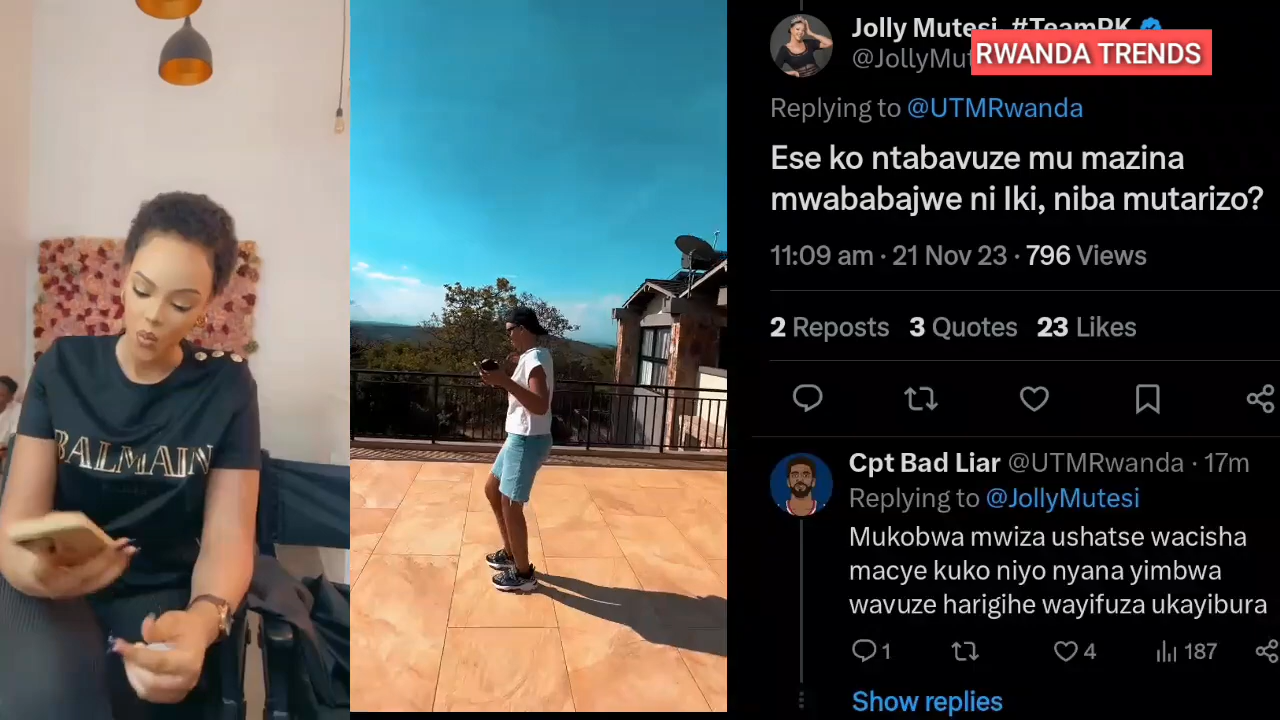 BALMAIN
Jolly Mutesi, #TeamPK
@JollyMut
RWANDA TRENDS
Replying to @UTMRwanda
Ese ko ntabavuze mu mazina
mwababajwe ni Iki, niba mutarizo?
11:09 am · 21 Nov 23 · 796 Views
2 Reposts 3 Quotes 23 Likes
Cpt Bad Liar @UTMRwanda · 17m
Replying to @JollyMutesi
Mukobwa mwiza ushatse wacisha
macye kuko niyo nyana yimbwa
wavuze harigihe wayifuza ukayibura
1 4 187
Show replies